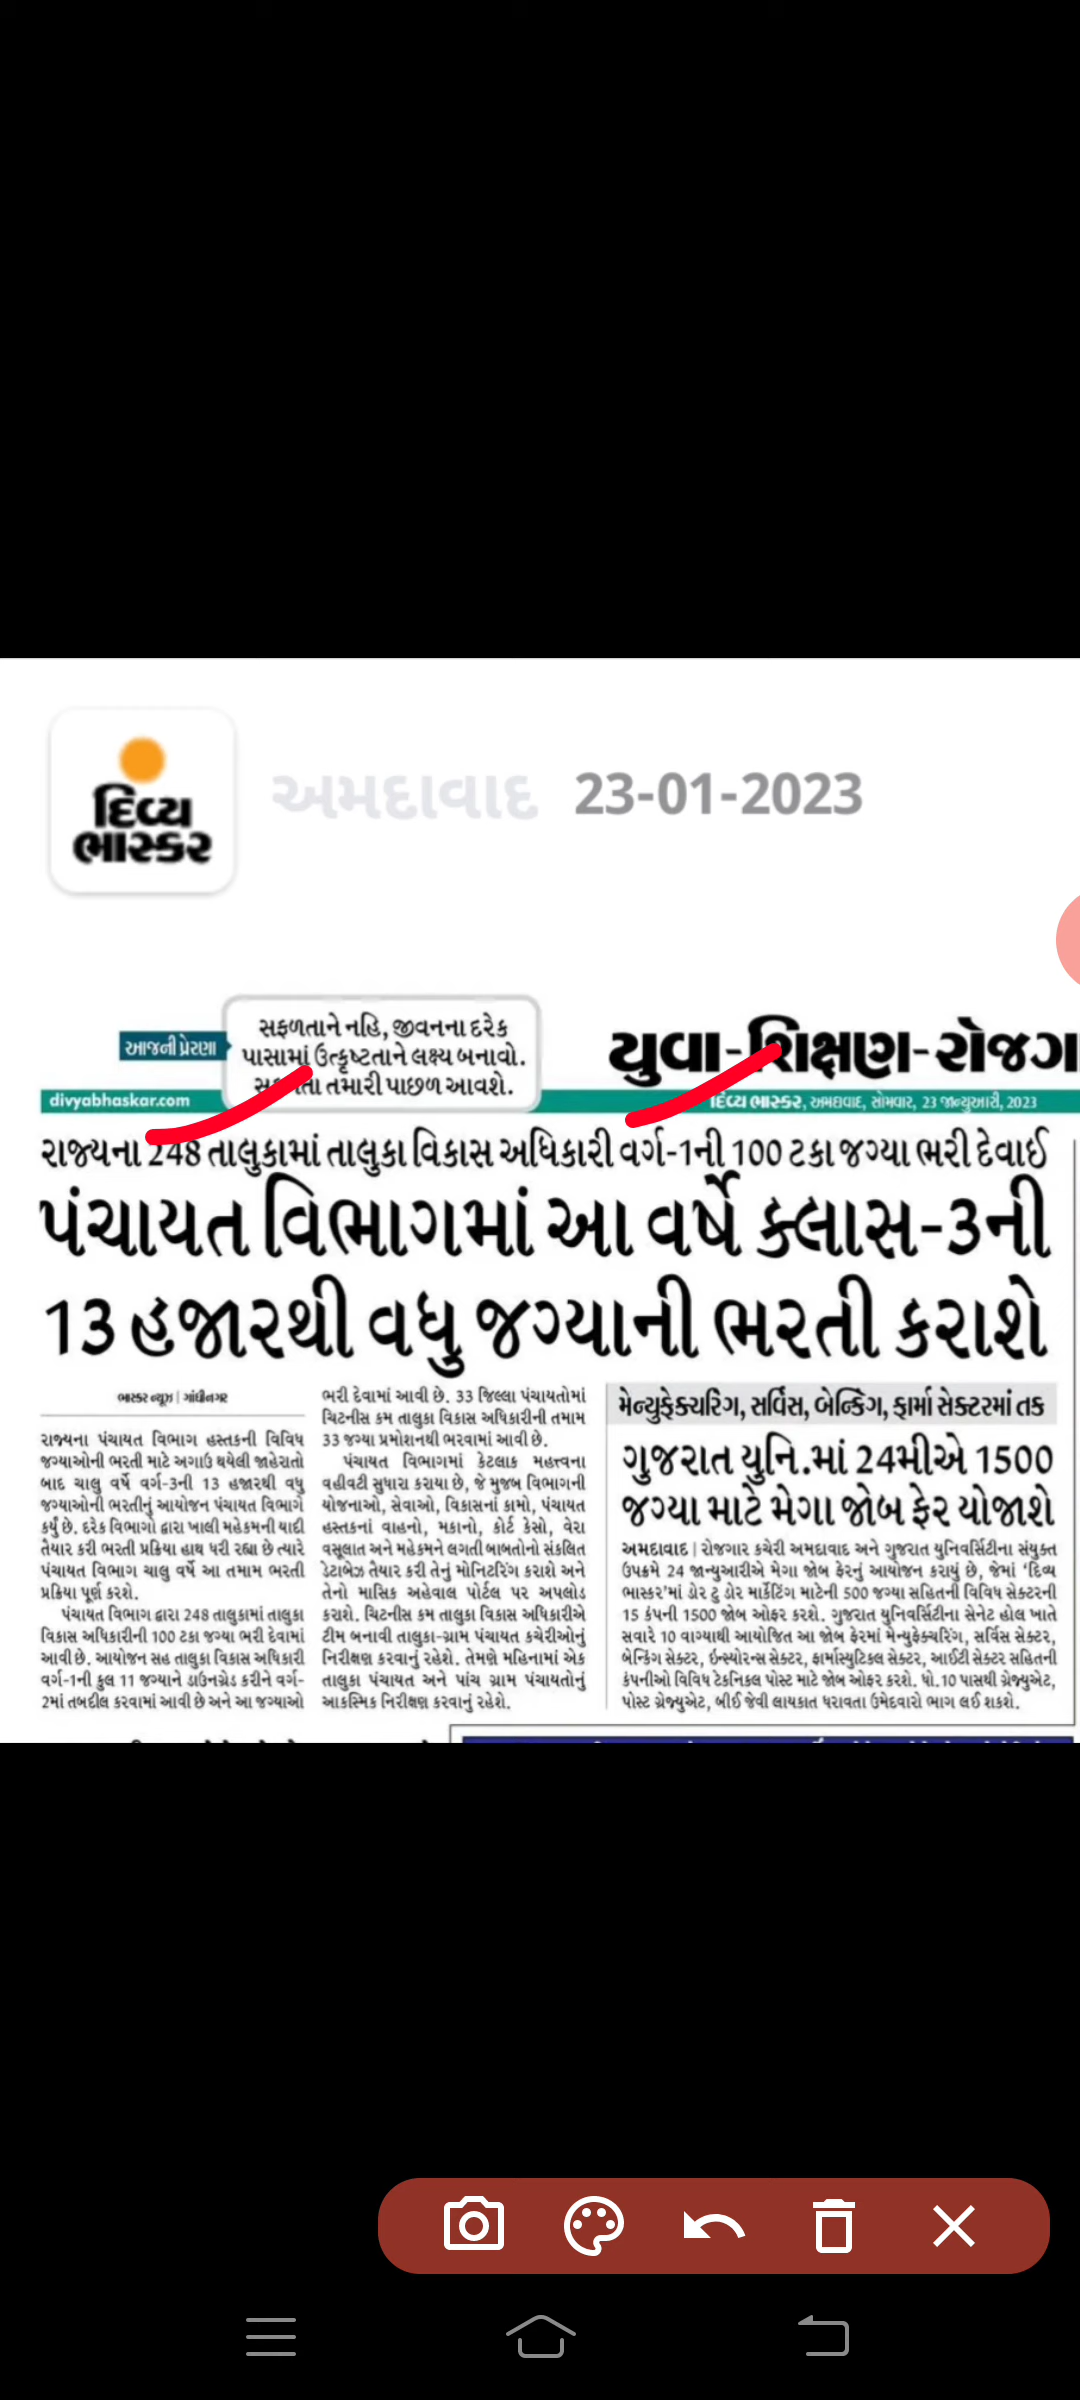 દિવ્ય
ભાસ્કર
અમદાવાદ 23-01-2023
આજની પ્રેરણા
સફળતાને નહિ, જીવનના દરેક
પાસામાં ઉત્કૃષ્ટતાને લક્ષ્ય બનાવો.
તમારી પાછળ આવશે.
યુવા-શિક્ષણ-રોજગા
divyabhaskar.com
દિવ્ય ભાસ્કર, અમદાવાદ, સોમવાર, 23 જાન્યુઆરી, 2023
રાજ્યના 248 તાલુકામાં તાલુકા વિકાસ અધિકારી વર્ગ-1ની 100 ટકા જગ્યા ભરી દેવાઈ
પંચાયત વિભાગમાં આ વર્ષે ક્લાસ-3ની
13 હજારથી વધુ જગ્યાની ભરતી કરાશે
ભાસ્કર ન્યૂઝ | ગાંધીનગર
રાજ્યના પંચાયત વિભાગ હસ્તકની વિવિધ
જગ્યાઓની ભરતી માટે અગાઉ થયેલી જાહેરાતો
બાદ ચાલુ વર્ષે વર્ગ-3ની 13 હજારથી વધુ
જગ્યાઓની ભરતીનું આયોજન પંચાયત વિભાગે
કર્યું છે. દરેક વિભાગો દ્વારા ખાલી મહેકમની યાદી
તૈયાર કરી ભરતી પ્રક્રિયા હાથ ધરી રહ્યા છે ત્યારે
પંચાયત વિભાગ ચાલુ વર્ષે આ તમામ ભરતી
પ્રક્રિયા પૂર્ણ કરશે.
પંચાયત વિભાગ દ્વારા 248 તાલુકામાં તાલુકા
વિકાસ અધિકારીની 100 ટકા જગ્યા ભરી દેવામાં
આવી છે. આયોજન સહ તાલુકા વિકાસ અધિકારી
વર્ગ-1ની કુલ 11 જગ્યાને ડાઉનગ્રેડ કરીને વર્ગ-
2માં તબદીલ કરવામાં આવી છે અને આ જગ્યાઓ
ભરી દેવામાં આવી છે. 33 જિલ્લા પંચાયતોમાં
ચિટનીસ કમ તાલુકા વિકાસ અધિકારીની તમામ
33 જગ્યા પ્રમોશનથી ભરવામાં આવી છે.
પંચાયત વિભાગમાં કેટલાક મહત્ત્વના
વહીવટી સુધારા કરાયા છે, જે મુજબ વિભાગની
યોજનાઓ, સેવાઓ, વિકાસનાં કામો, પંચાયત
હસ્તકનાં વાહનો, મકાનો, કોર્ટ કેસો, વેરા
વસૂલાત અને મહેકમને લગતી બાબતોનો સંકલિત
ડેટાબેઝ તૈયાર કરી તેનું મોનિટરિંગ કરાશે અને
તેનો માસિક અહેવાલ પોર્ટલ પર અપલોડ
કરાશે. ચિટનીસ કમ તાલુકા વિકાસ અધિકારીએ
ટીમ બનાવી તાલુકા-ગ્રામ પંચાયત કચેરીઓનું
નિરીક્ષણ કરવાનું રહેશે. તેમણે મહિનામાં એક
તાલુકા પંચાયત અને પાંચ ગ્રામ પંચાયતોનું
આકસ્મિક નિરીક્ષણ કરવાનું રહેશે.
મેન્યુફેક્ચરિંગ, સર્વિસ, બેન્કિંગ, ફાર્મા સેક્ટરમાં તક
ગુજરાત યુનિ.માં 24મીએ 1500
જગ્યા માટે મેગા જોબ ફેર યોજાશે
અમદાવાદ | રોજગાર કચેરી અમદાવાદ અને ગુજરાત યુનિવર્સિટીના સંયુક્ત
ઉપક્રમે 24 જાન્યુઆરીએ મેગા જોબ ફેરનું આયોજન કરાયું છે, જેમાં ‘દિવ્ય
ભાસ્કર’માં ડોર ટુ ડોર માર્કેટિંગ માટેની 500 જગ્યા સહિતની વિવિધ સેક્ટરની
15 કંપની 1500 જોબ ઓફર કરશે. ગુજરાત યુનિવર્સિટીના સેનેટ હોલ ખાતે
સવારે 10 વાગ્યાથી આયોજિત આ જોબ ફેરમાં મેન્યુફેક્ચરિંગ, સર્વિસ સેક્ટર,
બેન્કિંગ સેક્ટર, ઇન્સ્યોરન્સ સેક્ટર, ફાર્માસ્યુટિકલ સેક્ટર, આઈટી સેક્ટર સહિતની
કંપનીઓ વિવિધ ટેકનિકલ પોસ્ટ માટે જોબ ઓફર કરશે. ધો.10 પાસથી ગ્રેજ્યુએટ,
પોસ્ટ ગ્રેજ્યુએટ, બીઈ જેવી લાયકાત ધરાવતા ઉમેદવારો ભાગ લઈ શકશે.